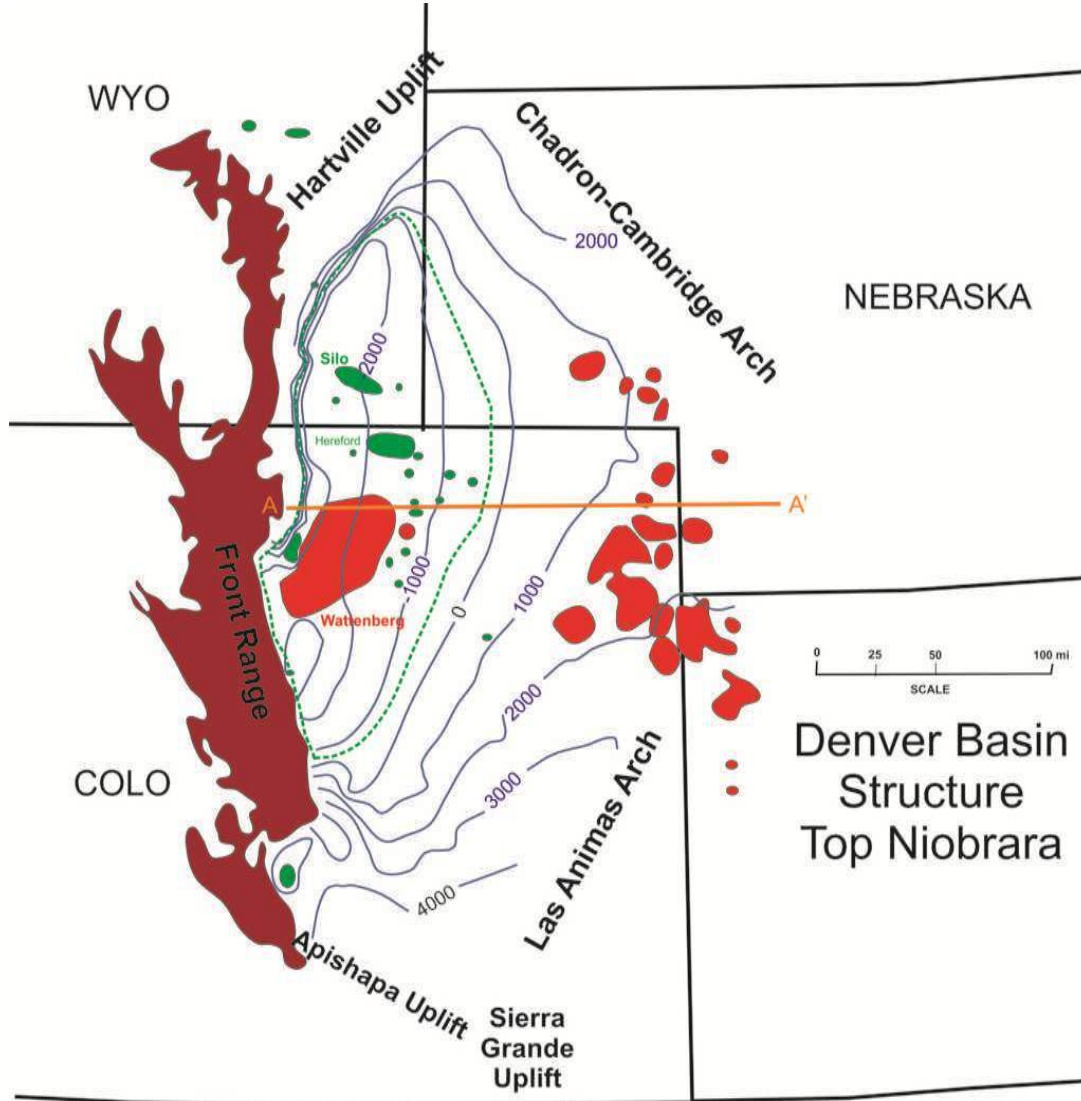 WYO
Hartville Uplift
Chadron-Cambridge Arch
2000
NEBRASKA
Silo
-2000
Hereford
A
A'
Front Range
-1000
Wattenberg
0
1000
2000
3000
4000
0 25 50 100 mi
SCALE
COLO
Denver Basin
Structure
Top Niobrara
Las Animas Arch
Apishapa Uplift
Sierra
Grande
Uplift